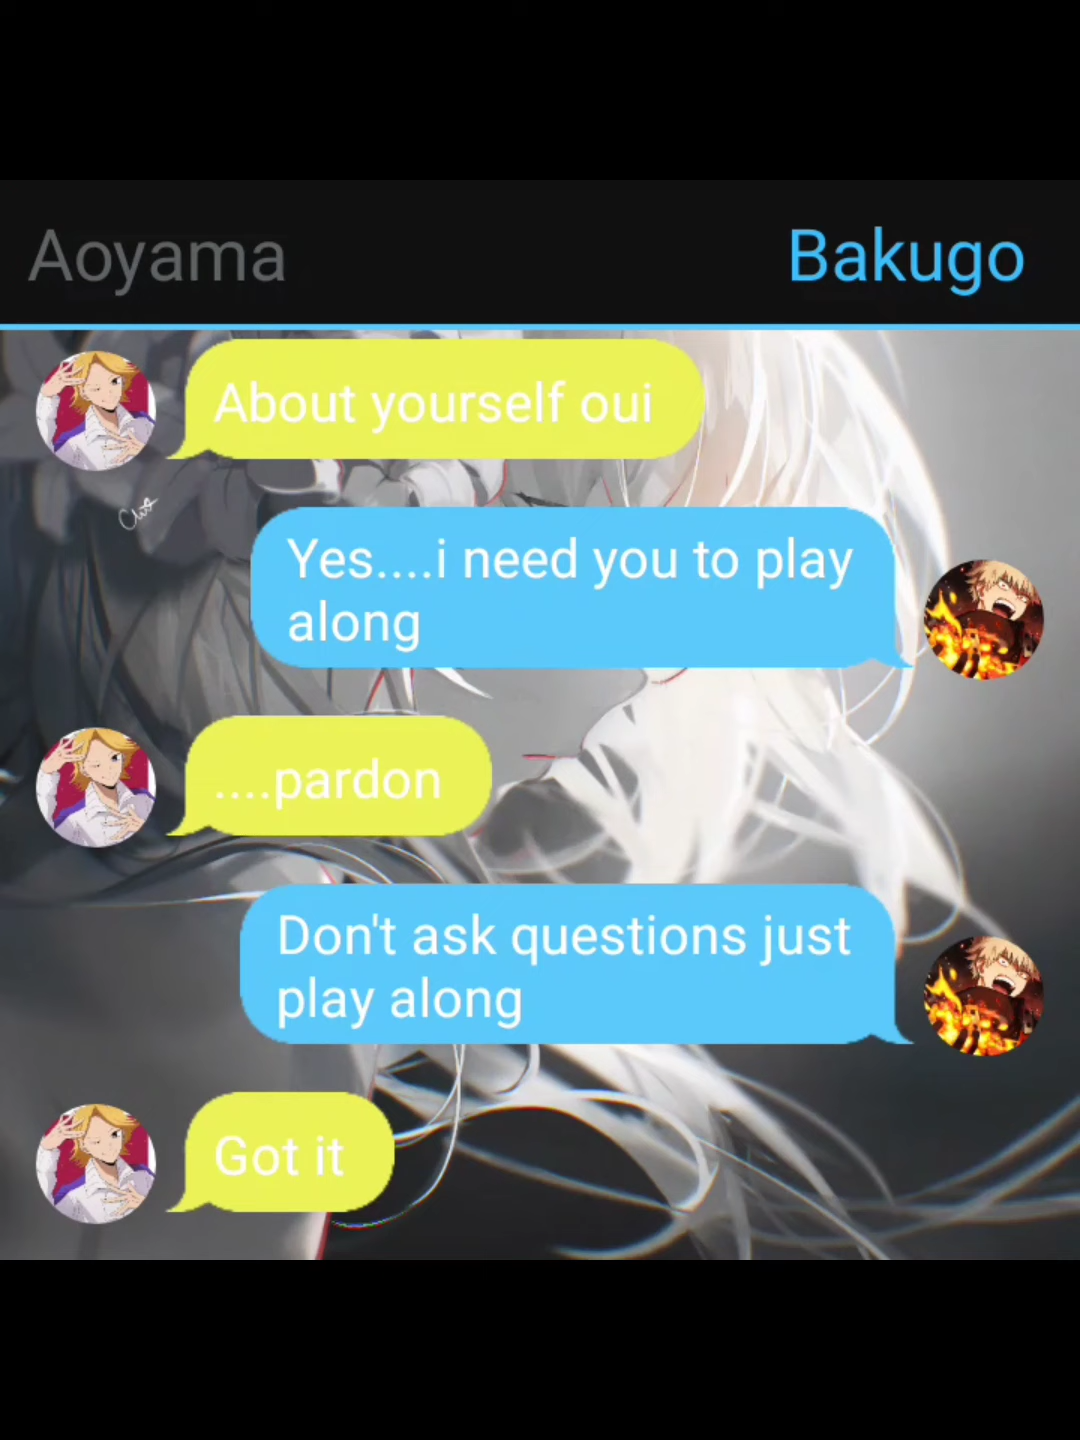 Aoyama
Bakugo
About yourself oui
Yes....i need you to play
along
....pardon
Don't ask questions just
play along
Got it